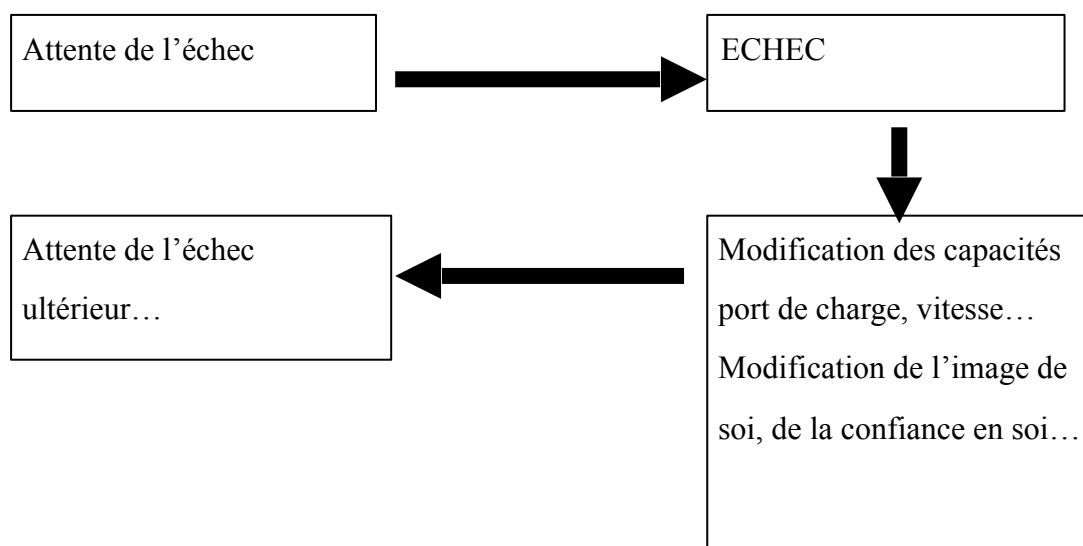 Attente de l’échec
ECHEC
Modification des capacités
port de charge, vitesse…
Modification de l’image de
soi, de la confiance en soi…
Attente de l’échec
ultérieur…